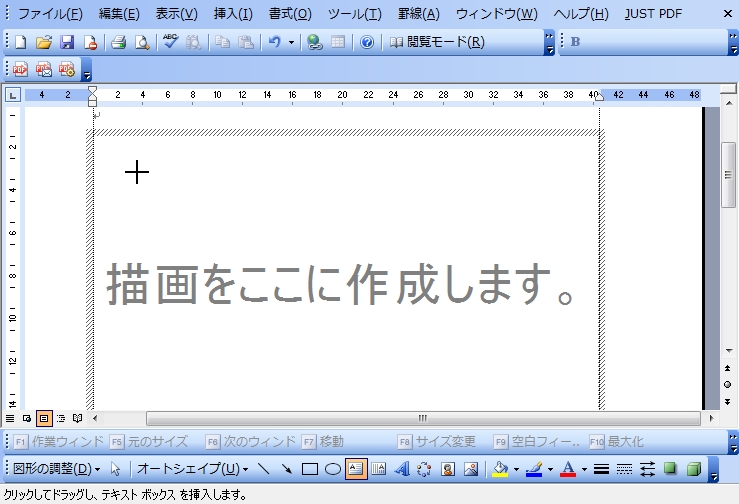 ファイル(F) 編集(E) 表示(V) 挿入(I) 書式(O) ツール(T) 罫線(A) ウィンドウ(W) ヘルプ(H) JUST PDF ×
閲覧モード(R) B
4 2 2 4 6 8 10 12 14 16 18 20 22 24 26 28 30 32 34 36 38 40 42 44 46 48
2
4
6
8
10
12
14
描画をここに作成します。
F1 作業ウィンド F5 元のサイズ F6 次のウィンド F7 移動 F8 サイズ変更 F9 空白フィー.. F10 最大化
図形の調整(D) オートシェイプ(U) A
クリックしてドラッグし、テキスト ボックス を挿入します。